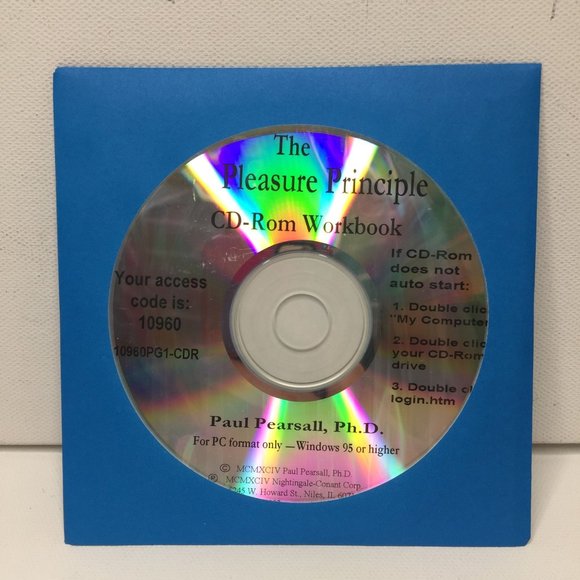 The
Pleasure Principle
CD-Rom Workbook
Your access
code is:
10960
10960PG1-CDR
If CD-Rom
does not
auto start:
1. Double clic
"My Computer
2. Double clic
your CD-Rom
drive
3. Double cl
login.htm
Paul Pearsall, Ph.D.
For PC format only —Windows 95 or higher
© MCMXCIV Paul Pearsall, Ph.D.
℗ MCMXCIV Nightingale-Conant Corp.
W. Howard St., Niles, IL